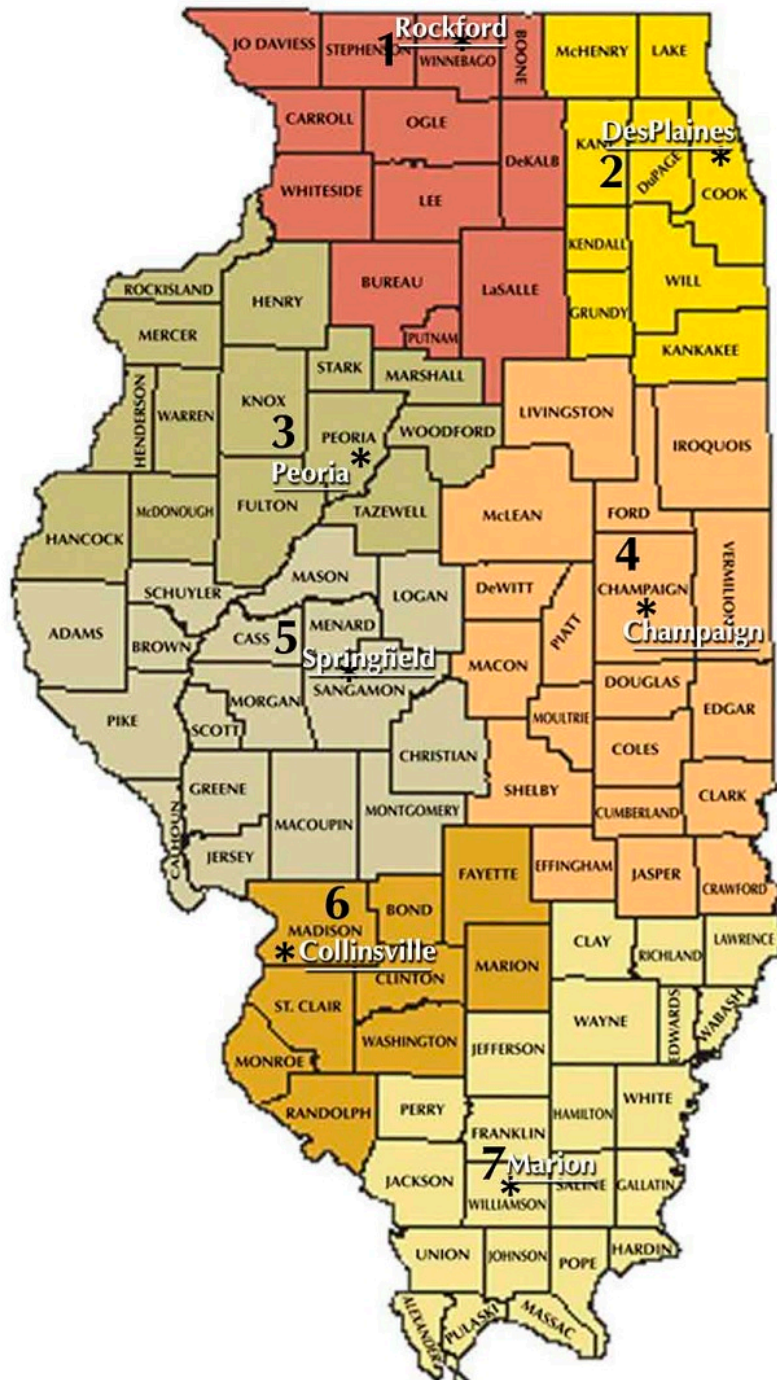 Rockford
JO DAVIESS
STEPHENSON
1
WINNEBAGO
BOONE
McHENRY
LAKE
CARROLL
OGLE
DeKALB
KANE
DesPlaines
2
DuPAGE
COOK
WHITESIDE
LEE
KENDALL
BUREAU
LaSALLE
WILL
ROCKISLAND
HENRY
GRUNDY
MERCER
PUTNAM
KANKAKEE
STARK
MARSHALL
HENDERSON
WARREN
KNOX
LIVINGSTON
3
PEORIA
WOODFORD
IROQUOIS
Peoria
FULTON
HANCOCK
McDONOUGH
TAZEWELL
McLEAN
FORD
VERMILION
4
MASON
SCHUYLER
LOGAN
DeWITT
CHAMPAIGN
ADAMS
BROWN
CASS
5
MENARD
PIATT
Champaign
Springfield
MACON
SANGAMON
MORGAN
SCOTT
DOUGLAS
PIKE
MOULTRIE
EDGAR
CHRISTIAN
COLES
GREENE
SHELBY
CLARK
CALHOUN
MACOUPIN
MONTGOMERY
CUMBERLAND
JERSEY
FAYETTE
EFFINGHAM
JASPER
CRAWFORD
6
MADISON
BOND
Collinsville
CLAY
RICHLAND
LAWRENCE
CLINTON
MARION
ST. CLAIR
WAYNE
EDWARDS
WABASH
WASHINGTON
JEFFERSON
MONROE
RANDOLPH
PERRY
HAMILTON
WHITE
FRANKLIN
7
Marion
JACKSON
WILLIAMSON
SALINE
GALLATIN
UNION
JOHNSON
POPE
HARDIN
ALEXANDER
PULASKI
MASSAC